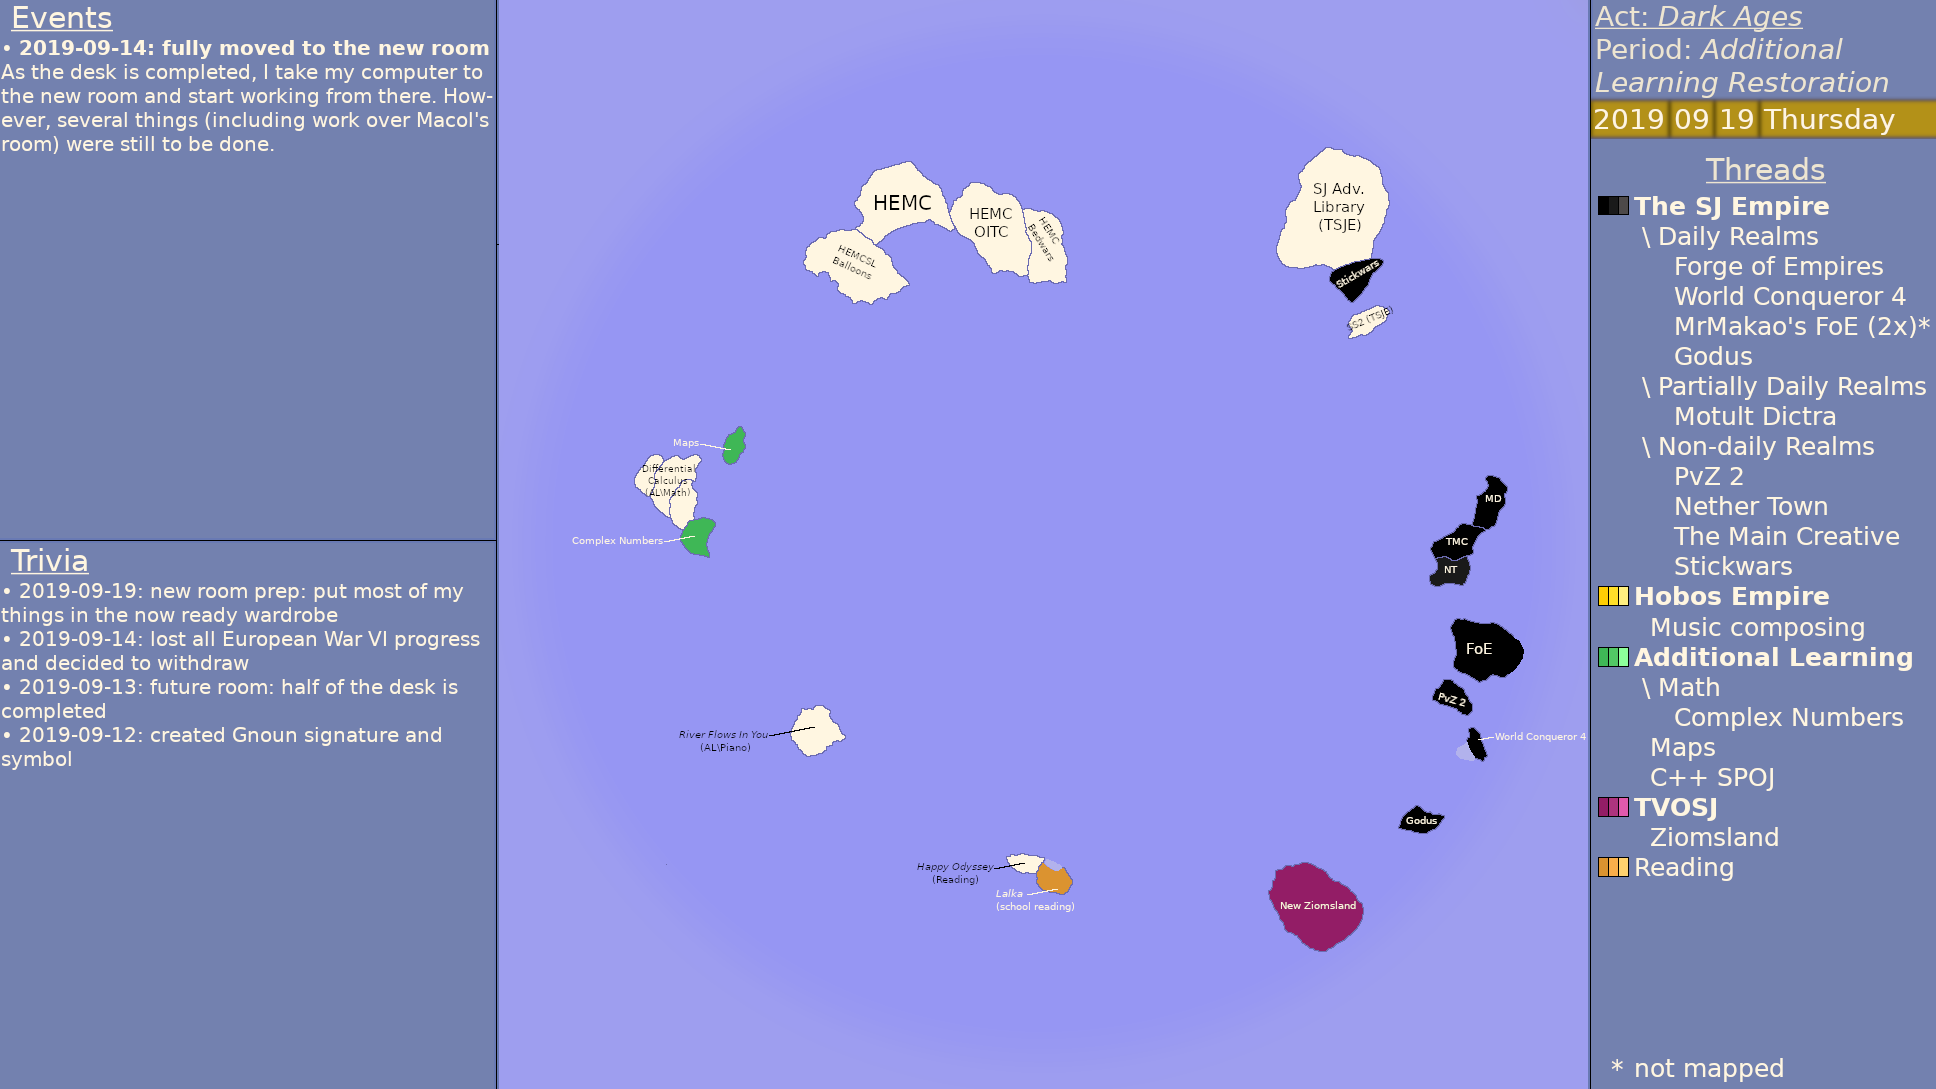 Events
• 2019-09-14: fully moved to the new room
As the desk is completed, I take my computer to
the new room and start working from there. How-
ever, several things (including work over Macol's
room) were still to be done.
Trivia
• 2019-09-19: new room prep: put most of my
things in the now ready wardrobe
• 2019-09-14: lost all European War VI progress
and decided to withdraw
• 2019-09-13: future room: half of the desk is
completed
• 2019-09-12: created Gnoun signature and
symbol
HEMC
HEMC
OITC
HEMC
Bedwars
HEMCSL
Balloons
SJ Adv.
Library
(TSJE)
Stickwars
SS2 (TSJE)
Maps
Differential
Calculus
(AL\Math)
Complex Numbers
MD
TMC
NT
FoE
PvZ 2
World Conqueror 4
River Flows In You
(AL\Piano)
Godus
Happy Odyssey
(Reading)
Lalka
(school reading)
New Ziomsland
Act: Dark Ages
Period: Additional
Learning Restoration
2019 09 19 Thursday
Threads
The SJ Empire
\ Daily Realms
Forge of Empires
World Conqueror 4
MrMakao's FoE (2x)*
Godus
\ Partially Daily Realms
Motult Dictra
\ Non-daily Realms
PvZ 2
Nether Town
The Main Creative
Stickwars
Hobos Empire
Music composing
Additional Learning
\ Math
Complex Numbers
Maps
C++ SPOJ
TVOSJ
Ziomsland
Reading
* not mapped